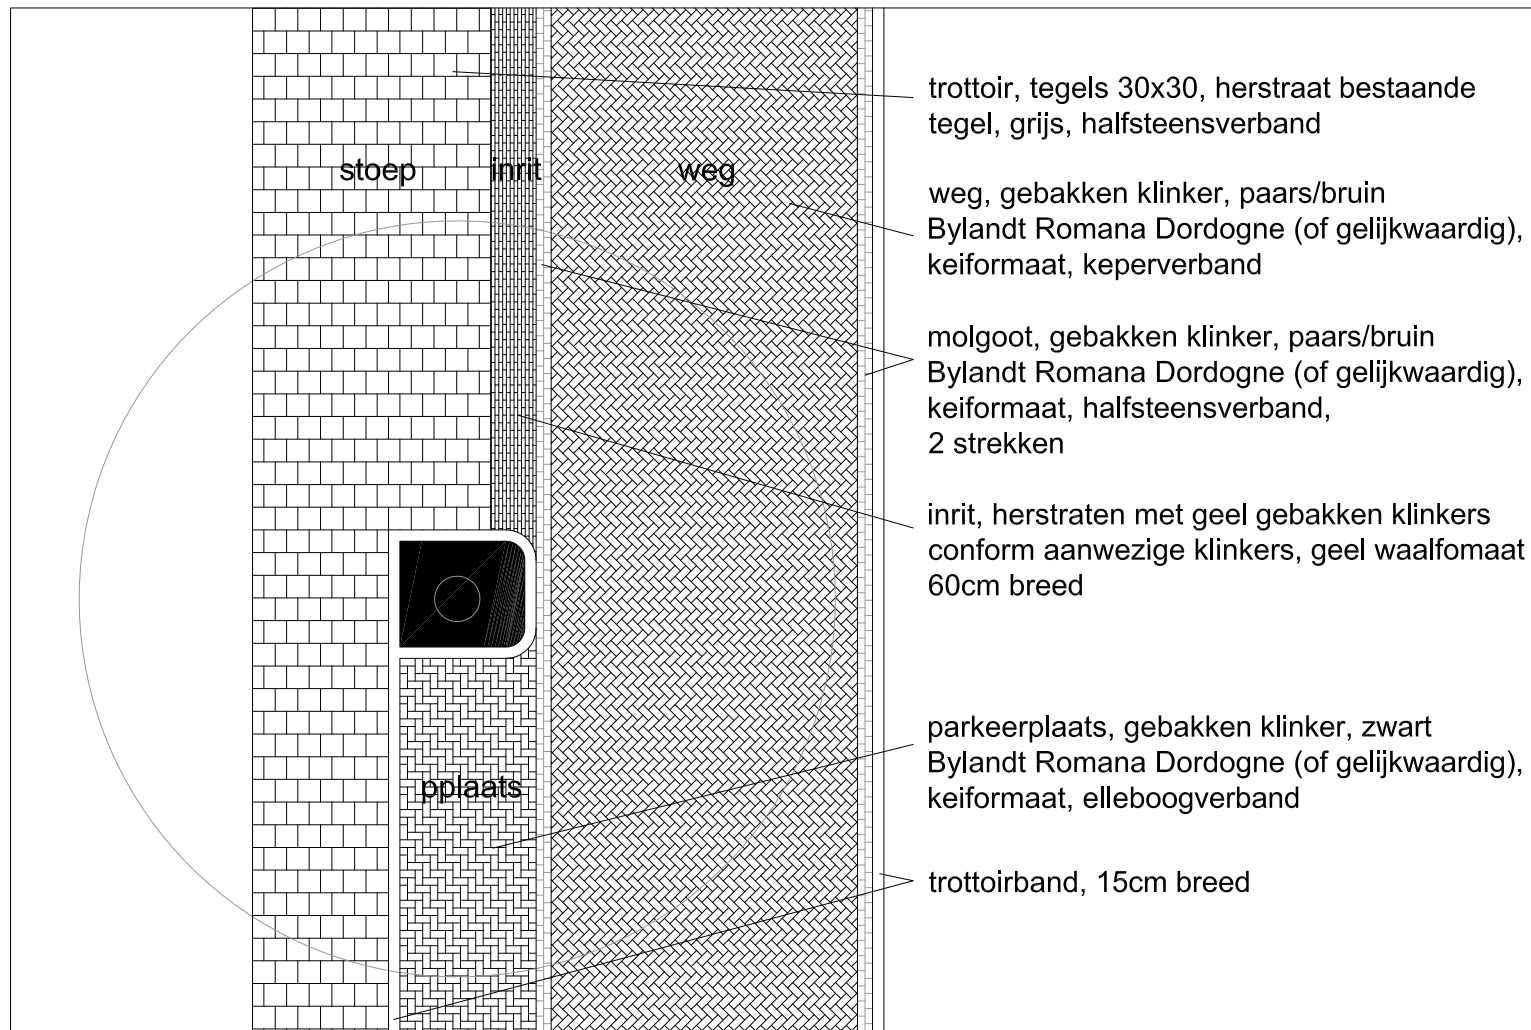 trottoir, tegels 30x30, herstraat bestaande
tegel, grijs, halfsteensverband
stoep
inrit
weg
weg, gebakken klinker, paars/bruin
Bylandt Romana Dordogne (of gelijkwaardig),
keiformaat, keperverband
molgoot, gebakken klinker, paars/bruin
Bylandt Romana Dordogne (of gelijkwaardig),
keiformaat, halfsteensverband,
2 strekken
inrit, herstraten met geel gebakken klinkers
conform aanwezige klinkers, geel waalfomaat
60cm breed
parkeerplaats, gebakken klinker, zwart
Bylandt Romana Dordogne (of gelijkwaardig),
keiformaat, elleboogverband
pplaats
trottoirband, 15cm breed